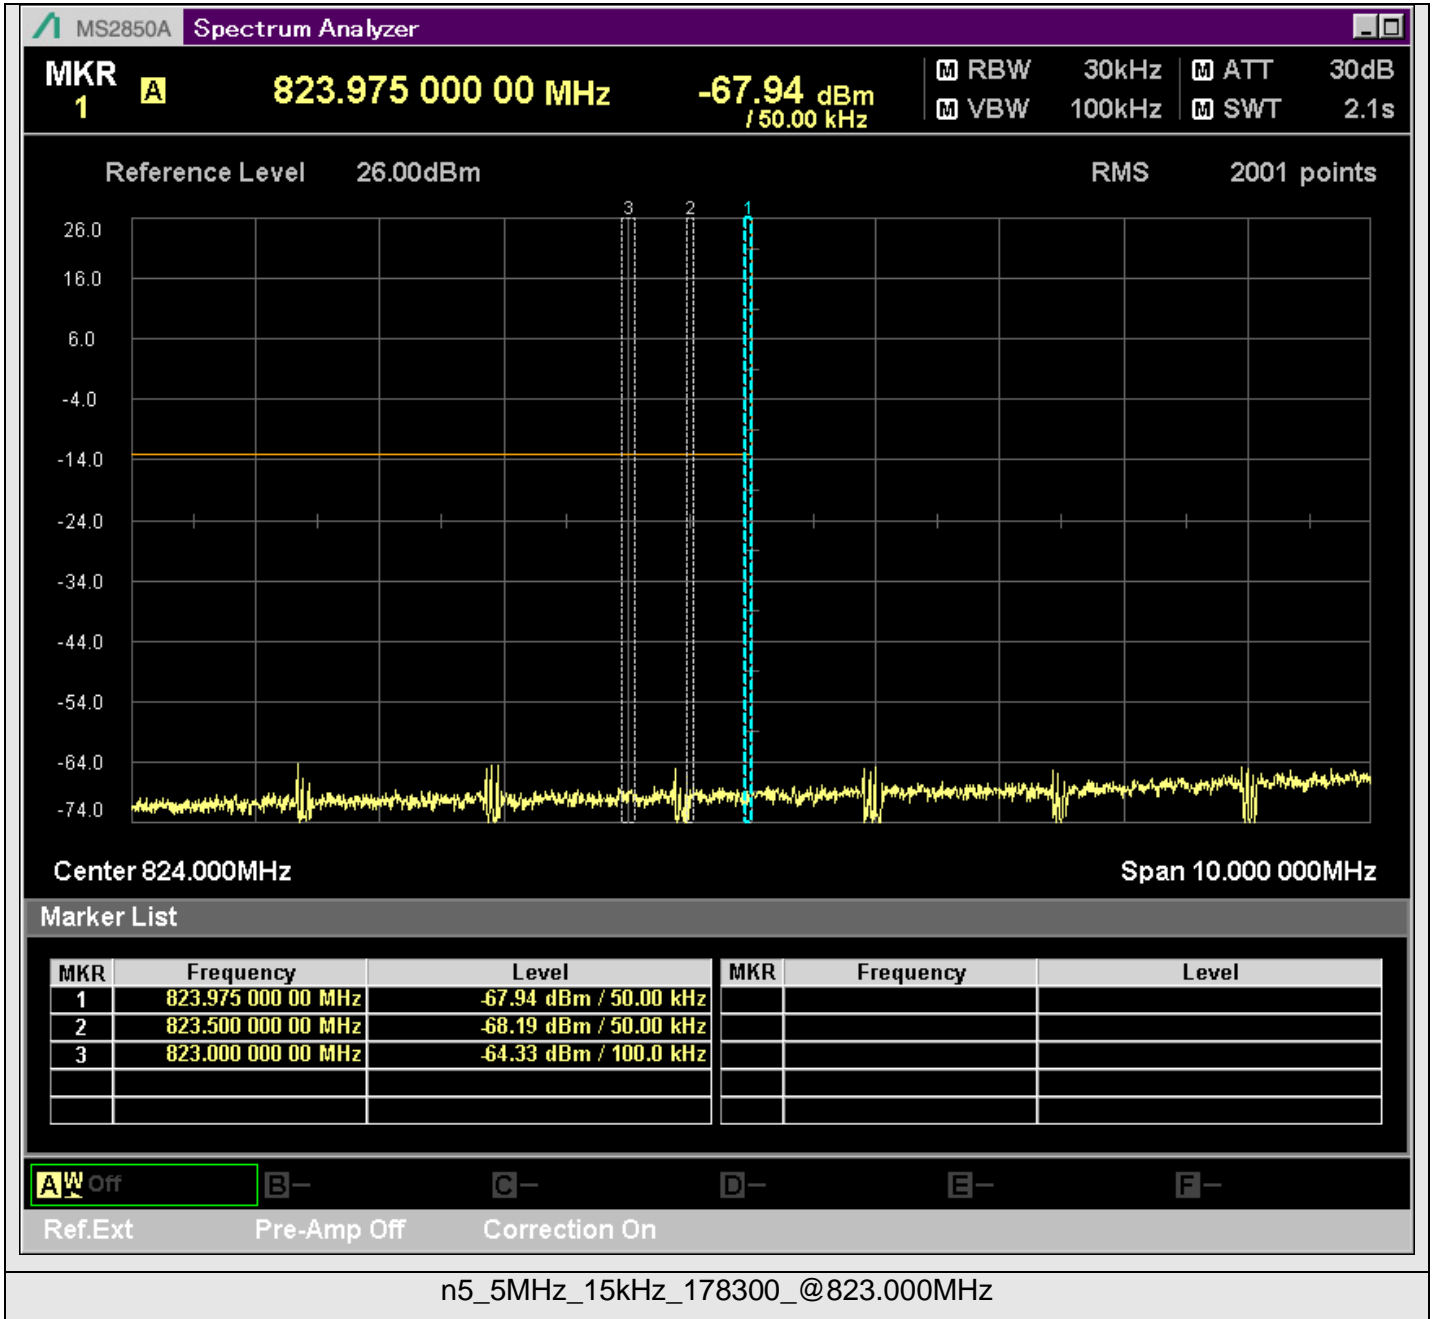 MS2850A Spectrum Analyzer
MKR 1 A 823.975 000 00 MHz -67.94 dBm / 50.00 kHz
M RBW 30kHz M ATT 30dB
M VBW 100kHz M SWT 2.1s
Reference Level 26.00dBm RMS 2001 points
3 2 1
26.0
16.0
6.0
-4.0
-14.0
-24.0
-34.0
-44.0
-54.0
-64.0
-74.0
Center 824.000MHz Span 10.000 000MHz
Marker List
MKR Frequency Level MKR Frequency Level
1 823.975 000 00 MHz -67.94 dBm / 50.00 kHz
2 823.500 000 00 MHz -68.19 dBm / 50.00 kHz
3 823.000 000 00 MHz -64.33 dBm / 100.0 kHz
A W Off B – C – D – E – F –
Ref.Ext Pre-Amp Off Correction On
n5_5MHz_15kHz_178300_@823.000MHz